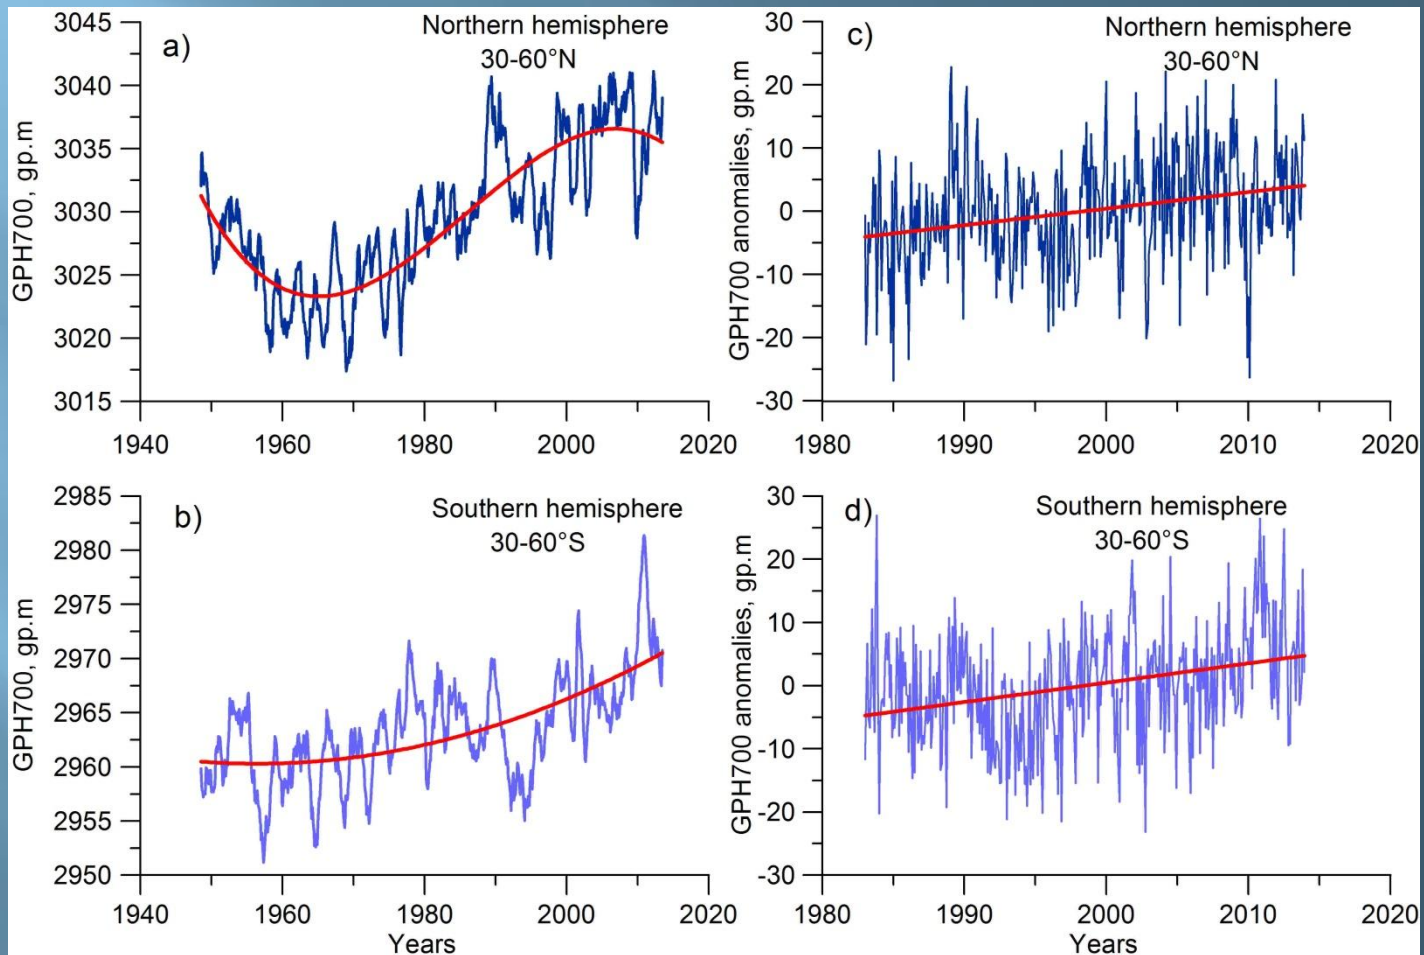 a)
Northern hemisphere
30-60°N
GPH700, gp.m
3045
3040
3035
3030
3025
3020
3015
1940 1960 1980 2000 2020
c)
Northern hemisphere
30-60°N
GPH700 anomalies, gp.m
30
20
10
0
-10
-20
-30
1980 1990 2000 2010 2020
b)
Southern hemisphere
30-60°S
GPH700, gp.m
2985
2980
2975
2970
2965
2960
2955
2950
1940 1960 1980 2000 2020
Years
d)
Southern hemisphere
30-60°S
GPH700 anomalies, gp.m
30
20
10
0
-10
-20
-30
1980 1990 2000 2010 2020
Years